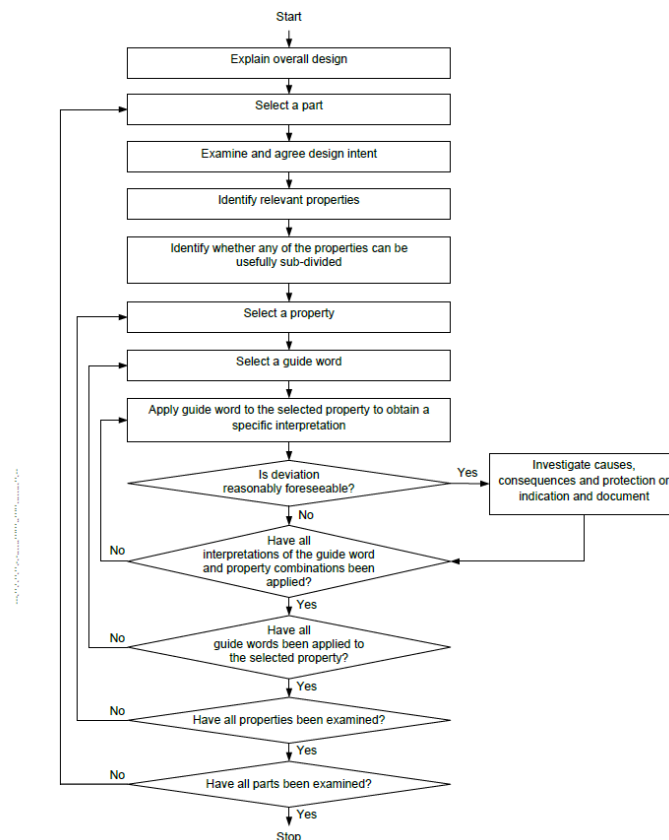 Start
Explain overall design
Select a part
Examine and agree design intent
Identify relevant properties
Identify whether any of the properties can be
usefully sub-divided
Select a property
Select a guide word
Apply guide word to the selected property to obtain a
specific interpretation
Is deviation
reasonably foreseeable?
Yes
Investigate causes,
consequences and protection or
indication and document
No
Have all
interpretations of the guide word
and property combinations been
applied?
No
Yes
Have all
guide words been applied to
the selected property?
No
Yes
Have all properties been examined?
No
Yes
Have all parts been examined?
No
Yes
Stop